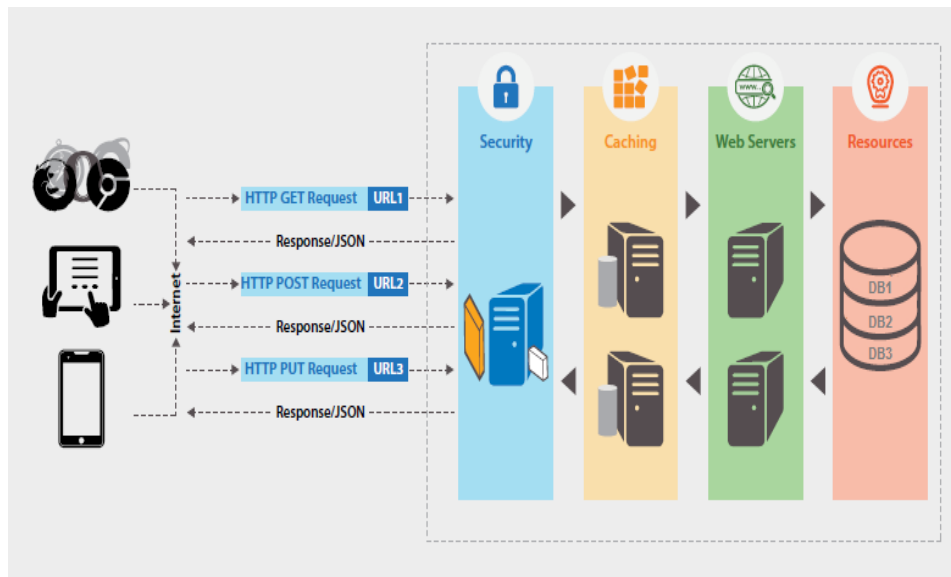 Security
Caching
Web Servers
Resources
HTTP GET Request URL1
Response/JSON
HTTP POST Request URL2
Response/JSON
HTTP PUT Request URL3
Response/JSON
Internet
www...
DB1
DB2
DB3